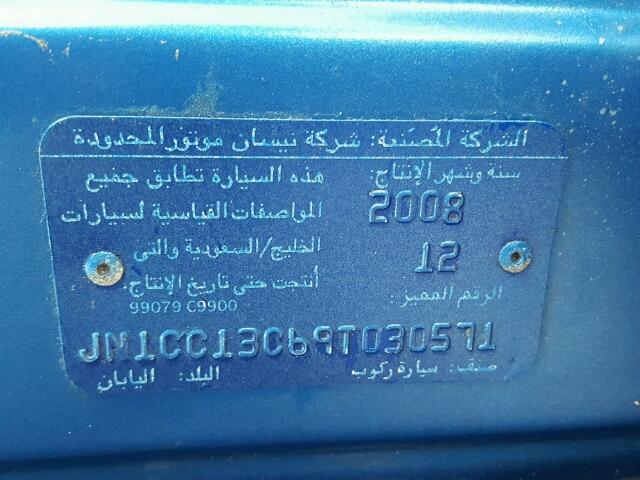 الشركة المصنعة: شركة نيسان موتور المحدودة
سنة وشهر الإنتاج: هذه السيارة تطابق جميع
2008 المواصفات القياسية لسيارات
12 الخليج/السعودية والتي
الرقم المميز: أنتجت حتى تاريخ الإنتاج:
99079 C9900
JN1CC13C69T030571
صنف: سيارة ركوب البلد: اليابان